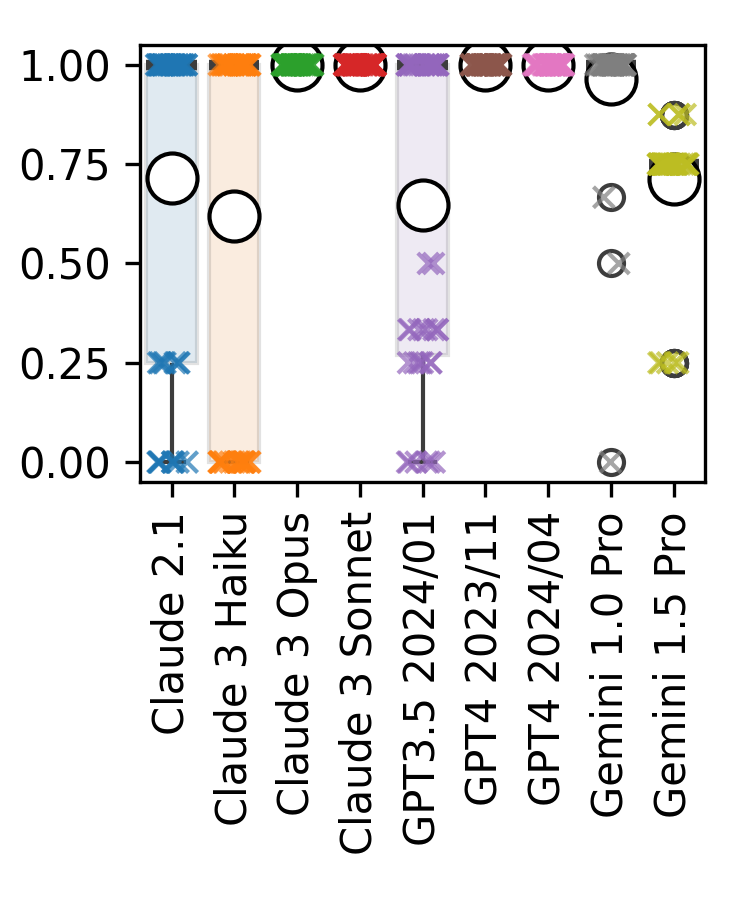 1.00
0.75
0.50
0.25
0.00
Claude 2.1
Claude 3 Haiku
Claude 3 Opus
Claude 3 Sonnet
GPT3.5 2024/01
GPT4 2023/11
GPT4 2024/04
Gemini 1.0 Pro
Gemini 1.5 Pro